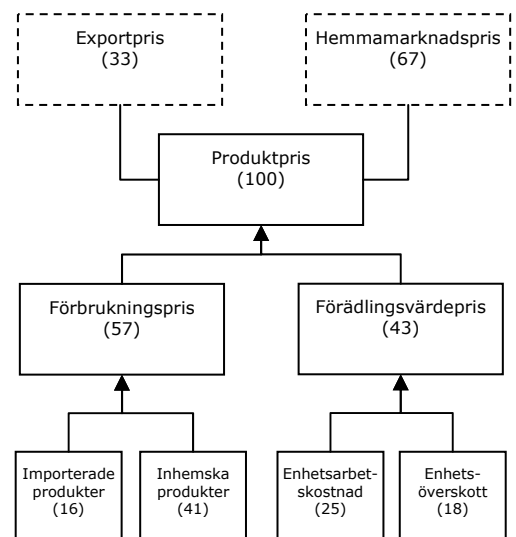 Exportpris
(33)
Hemmamarknadspris
(67)
Produktpris
(100)
Förbrukningspris
(57)
Förädlingsvärdepris
(43)
Importerade
produkter
(16)
Inhemska
produkter
(41)
Enhetsarbet-
skostnad
(25)
Enhets-
överskott
(18)